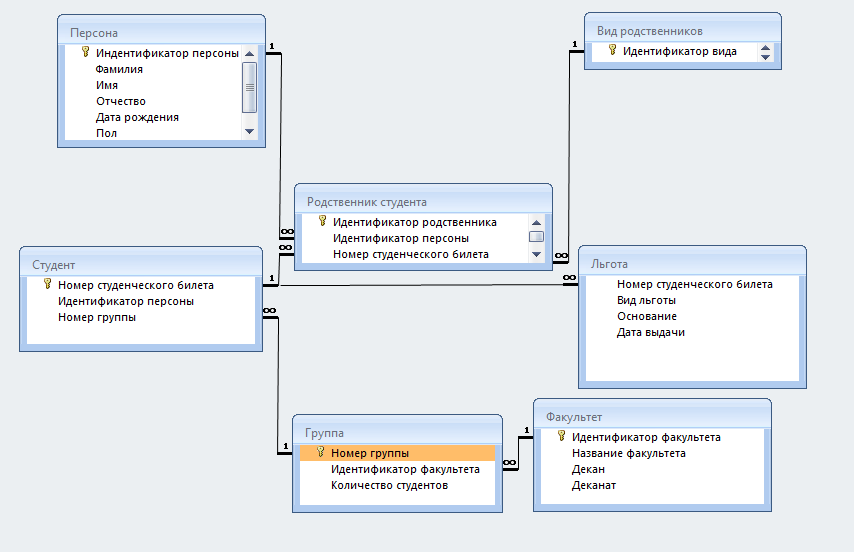 Персона
Индентификатор персоны
Фамилия
Имя
Отчество
Дата рождения
Пол
1
Вид родственников
Идентификатор вида
1
Родственник студента
Идентификатор родственника
Идентификатор персоны
Номер студенческого билета
∞
∞
∞
Студент
Номер студенческого билета
Идентификатор персоны
Номер группы
1
∞
Льгота
Номер студенческого билета
Вид льготы
Основание
Дата выдачи
∞
Группа
Номер группы
Идентификатор факультета
Количество студентов
1
∞
Факультет
Идентификатор факультета
Название факультета
Декан
Деканат
1